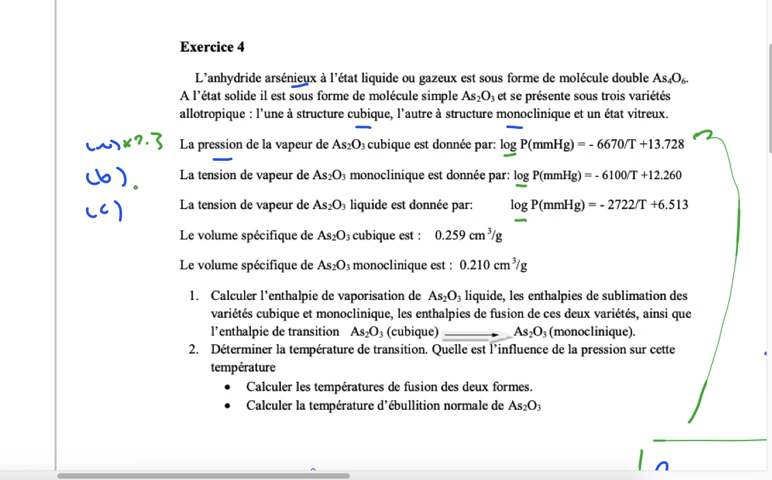 Exercice 4
L'anhydride arsénieux à l'état liquide ou gazeux est sous forme de molécule double As₄O₆.
A l'état solide il est sous forme de molécule simple As₂O₃ et se présente sous trois variétés
allotropique : l'une à structure cubique, l'autre à structure monoclinique et un état vitreux.
×2.3 La pression de la vapeur de As₂O₃ cubique est donnée par: log P(mmHg) = - 6670/T +13.728
(b). La tension de vapeur de As₂O₃ monoclinique est donnée par: log P(mmHg) = - 6100/T +12.260
(c) La tension de vapeur de As₂O₃ liquide est donnée par: log P(mmHg) = - 2722/T +6.513
Le volume spécifique de As₂O₃ cubique est : 0.259 cm³/g
Le volume spécifique de As₂O₃ monoclinique est : 0.210 cm³/g
1. Calculer l'enthalpie de vaporisation de As₂O₃ liquide, les enthalpies de sublimation des
variétés cubique et monoclinique, les enthalpies de fusion de ces deux variétés, ainsi que
l'enthalpie de transition As₂O₃ (cubique) ⟶ As₂O₃ (monoclinique).
2. Déterminer la température de transition. Quelle est l'influence de la pression sur cette
température
• Calculer les températures de fusion des deux formes.
• Calculer la température d'ébullition normale de As₂O₃